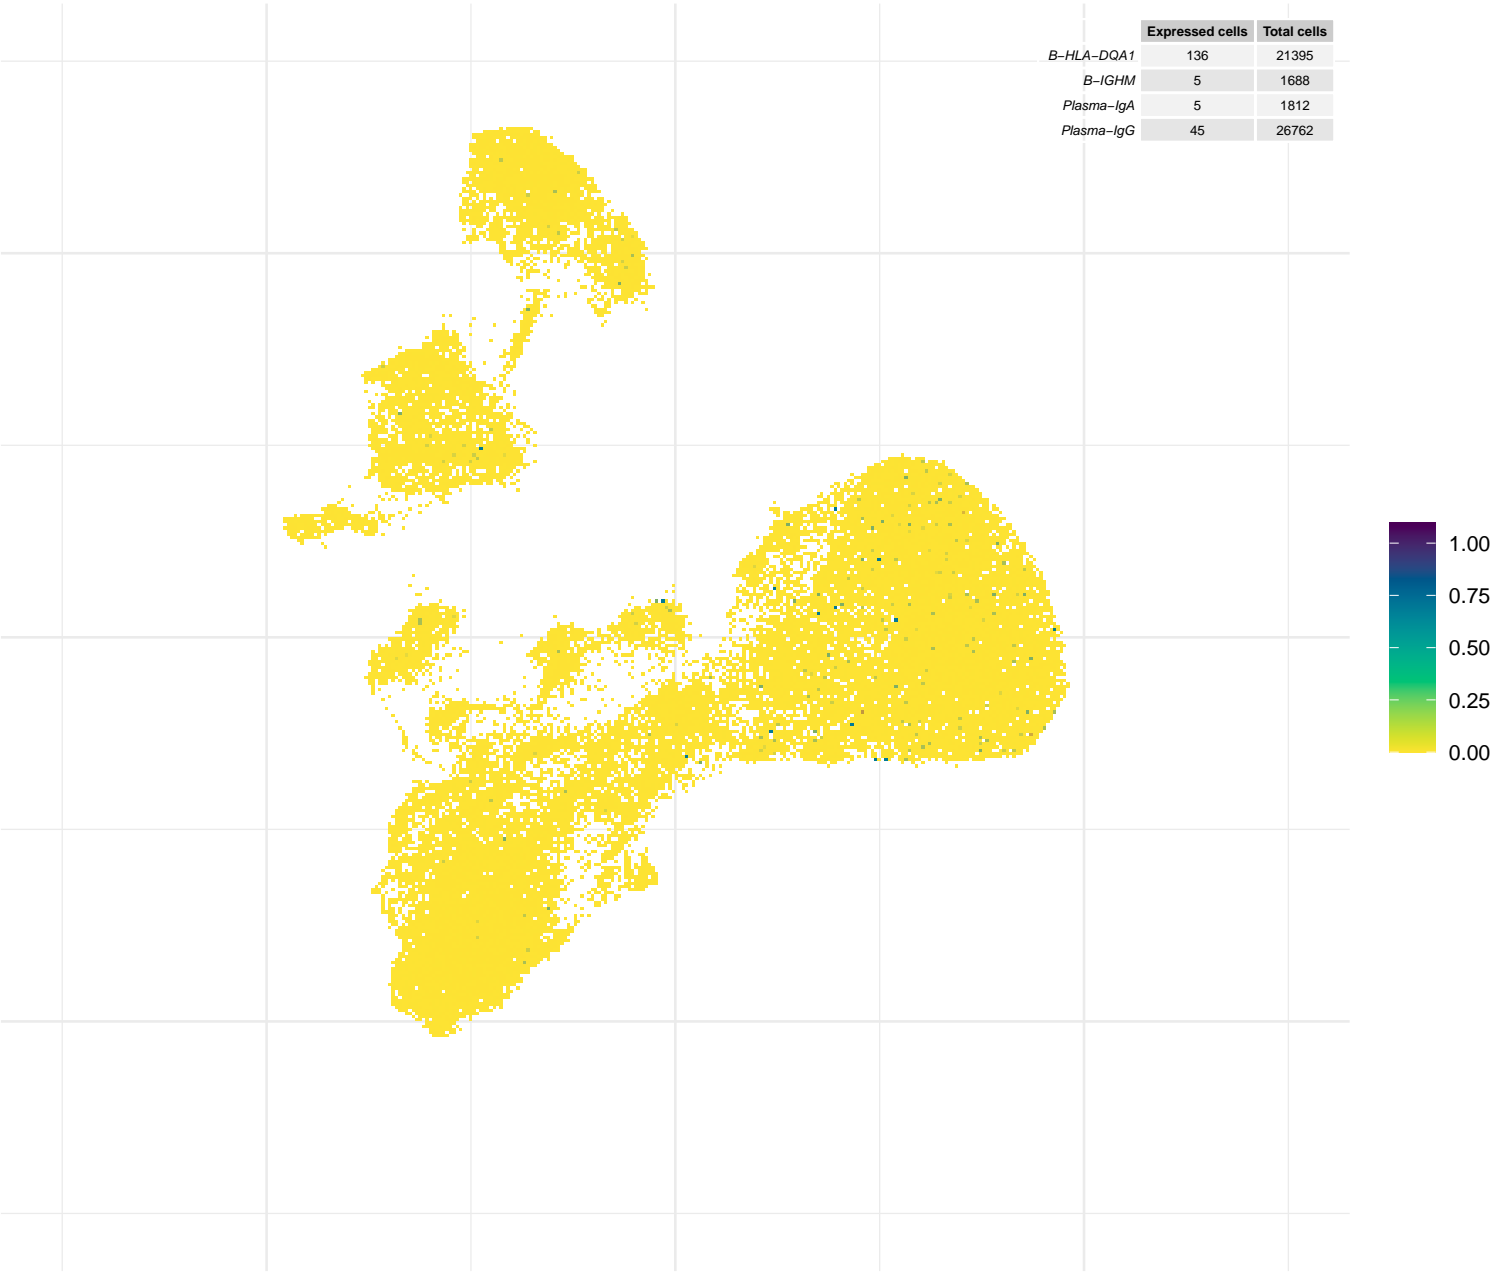 Expressed cells Total cells
B−HLA−DQA1 136 21395
B−IGHM 5 1688
Plasma−IgA 5 1812
Plasma−IgG 45 26762
1.00
0.75
0.50
0.25
0.00